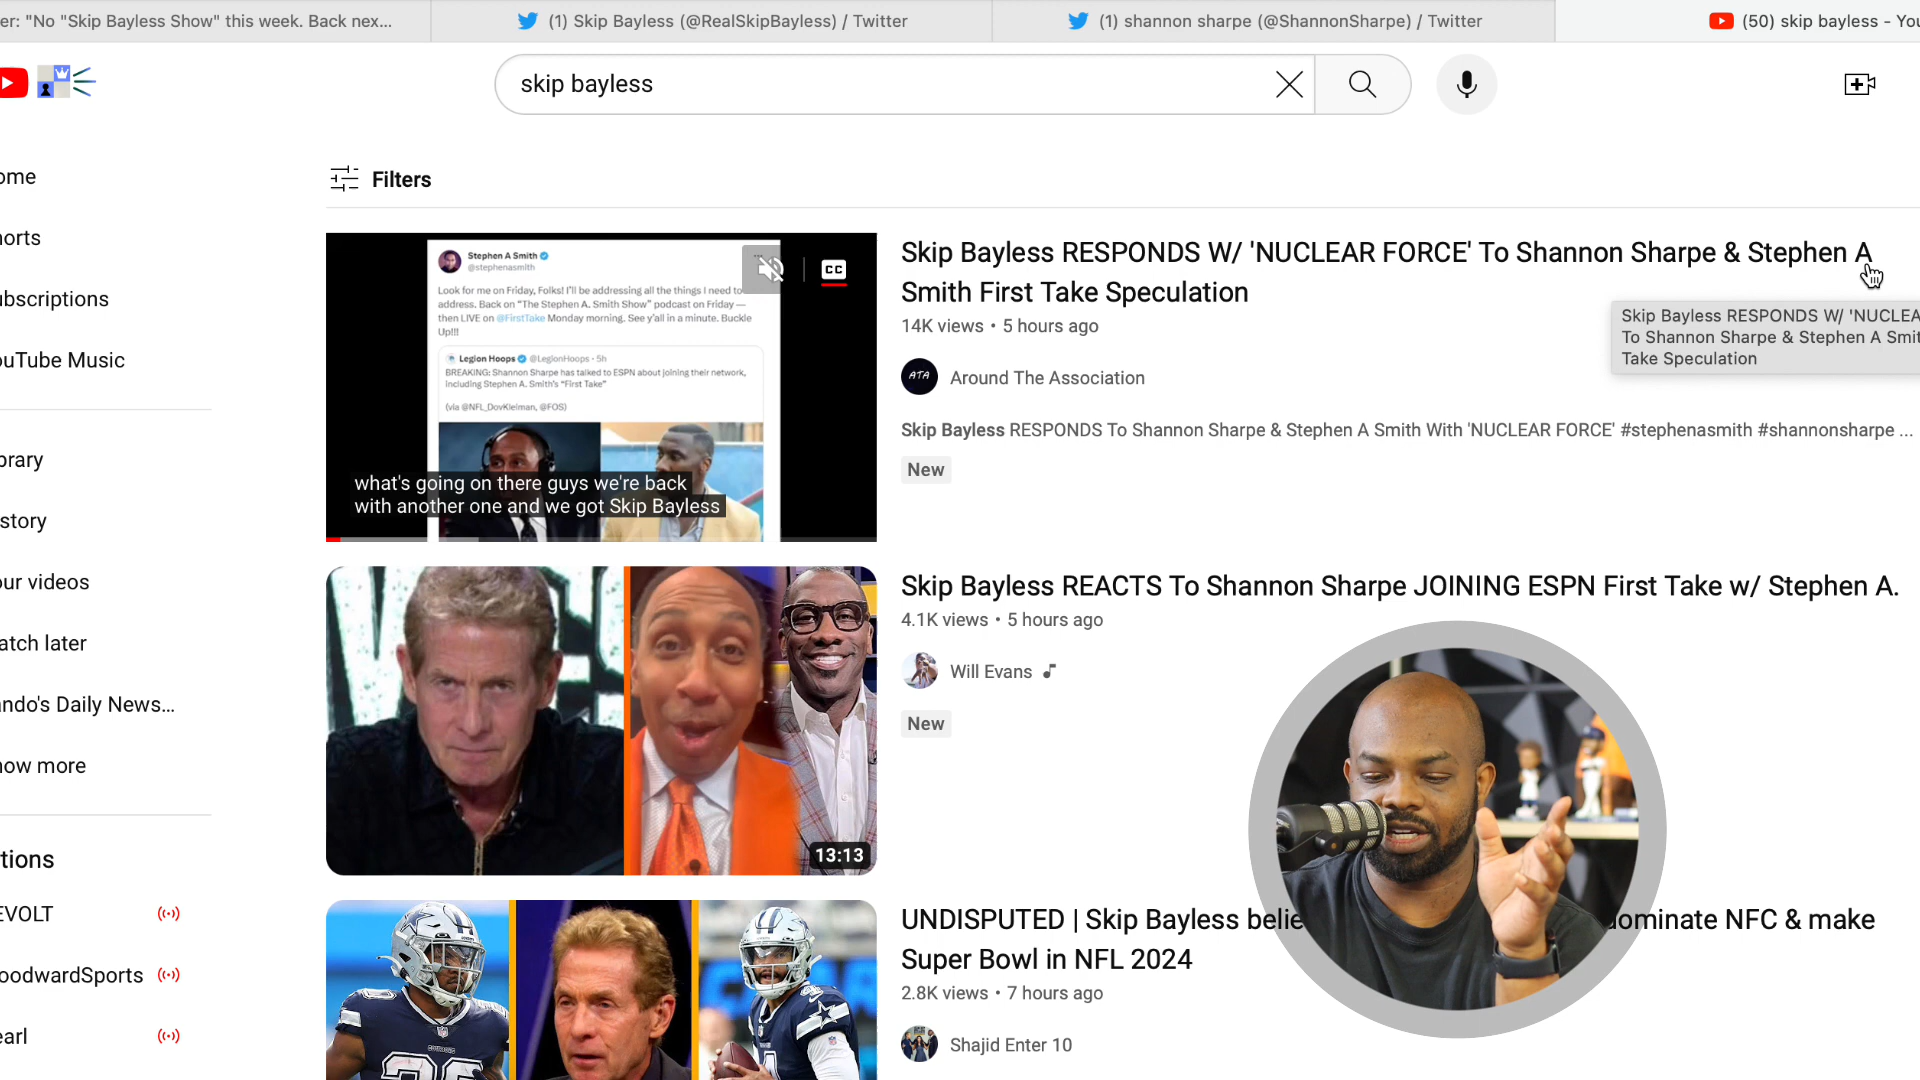 er: "No "Skip Bayless Show" this week. Back nex...
(1) Skip Bayless (@RealSkipBayless) / Twitter
(1) shannon sharpe (@ShannonSharpe) / Twitter
(50) skip bayless - You
skip bayless
ome
horts
ubscriptions
ouTube Music
brary
story
our videos
atch later
ando's Daily News...
how more
tions
EVOLT
oodwardSports
earl
Filters
Stephen A Smith
@stephenasmith
CC
Look for me on Friday, Folks! I'll be addressing all the things I need to
address. Back on "The Stephen A. Smith Show" podcast on Friday —
then LIVE on @FirstTake Monday morning. See y'all in a minute. Buckle
Up!!!
Legion Hoops @LegionHoops · 5h
BREAKING: Shannon Sharpe has talked to ESPN about joining their network,
including Stephen A. Smith's "First Take"
(via @NFL_DovKleiman, @FOS)
what's going on there guys we're back
with another one and we got Skip Bayless
Skip Bayless RESPONDS W/ 'NUCLEAR FORCE' To Shannon Sharpe & Stephen A
Smith First Take Speculation
14K views • 5 hours ago
Skip Bayless RESPONDS W/ 'NUCLEA
To Shannon Sharpe & Stephen A Smit
Take Speculation
ATA
Around The Association
Skip Bayless RESPONDS To Shannon Sharpe & Stephen A Smith With 'NUCLEAR FORCE' #stephenasmith #shannonsharpe ...
New
13:13
Skip Bayless REACTS To Shannon Sharpe JOINING ESPN First Take w/ Stephen A.
4.1K views • 5 hours ago
Will Evans
New
UNDISPUTED | Skip Bayless belie ominate NFC & make
Super Bowl in NFL 2024
2.8K views • 7 hours ago
Shajid Enter 10